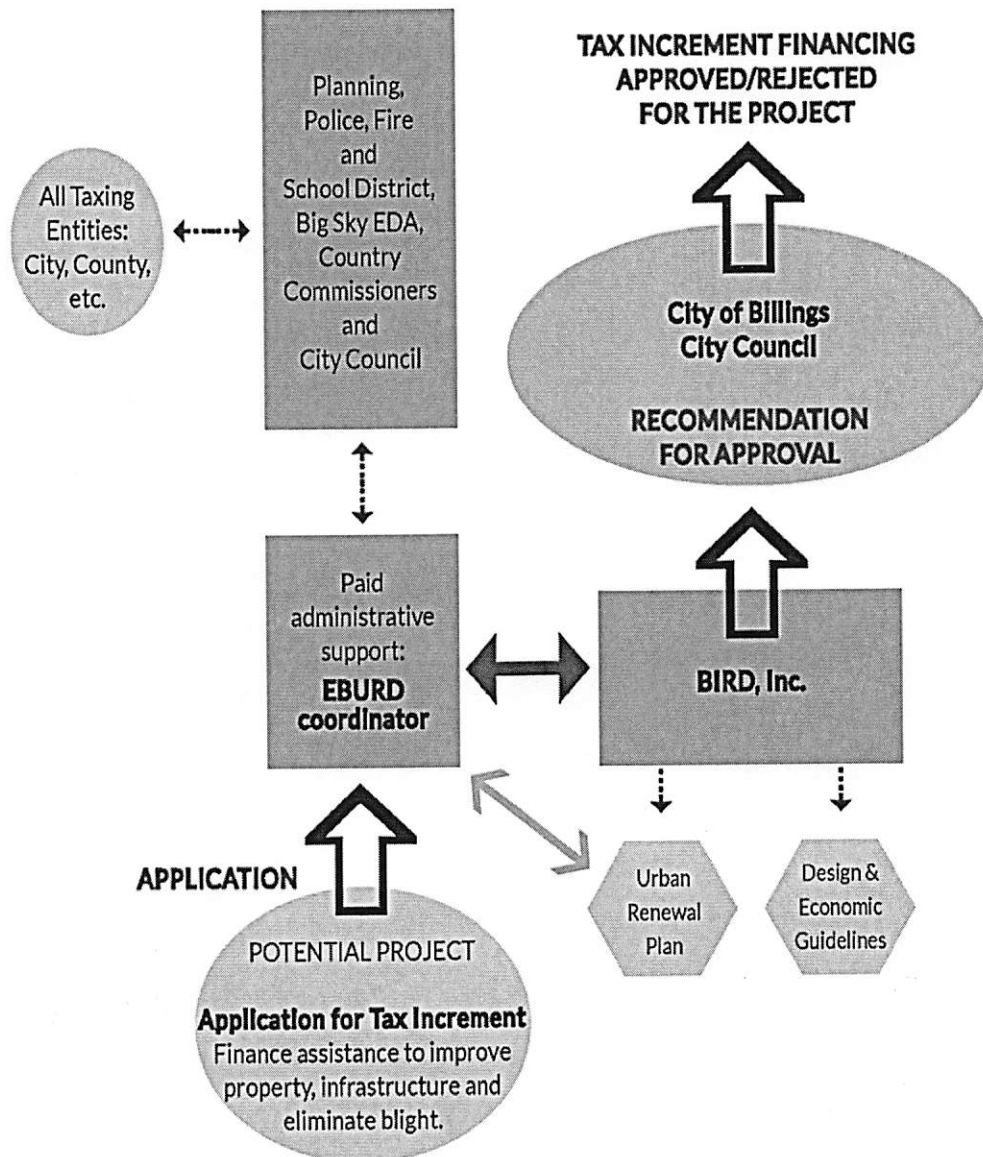 Planning,
Police, Fire
and
School District,
Big Sky EDA,
Country
Commissioners
and
City Council
TAX INCREMENT FINANCING
APPROVED/REJECTED
FOR THE PROJECT
All Taxing
Entities:
City, County,
etc.
City of Billings
City Council
RECOMMENDATION
FOR APPROVAL
Paid
administrative
support:
EBURD
coordinator
BIRD, Inc.
APPLICATION
Urban
Renewal
Plan
Design &
Economic
Guidelines
POTENTIAL PROJECT
Application for Tax Increment
Finance assistance to improve
property, infrastructure and
eliminate blight.